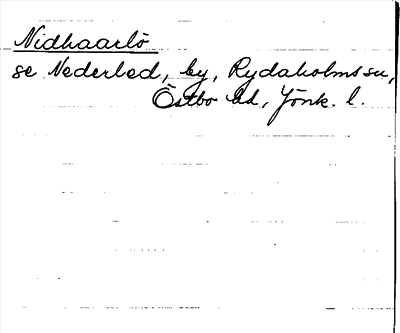 Nidhaarlö
se Nederled, by, Rydaholms sn,
Östbo hd, Jönk. l.